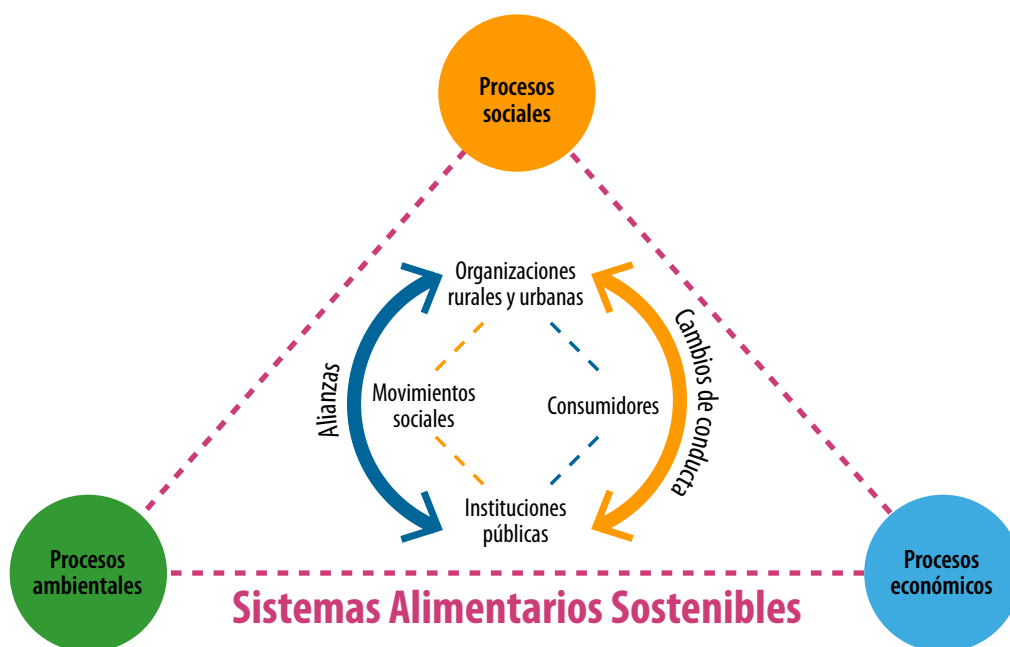 Procesos
sociales
Organizaciones
rurales y urbanas
Alianzas
Movimientos
sociales
Consumidores
Cambios de conducta
Instituciones
públicas
Procesos
ambientales
Procesos
económicos
Sistemas Alimentarios Sostenibles